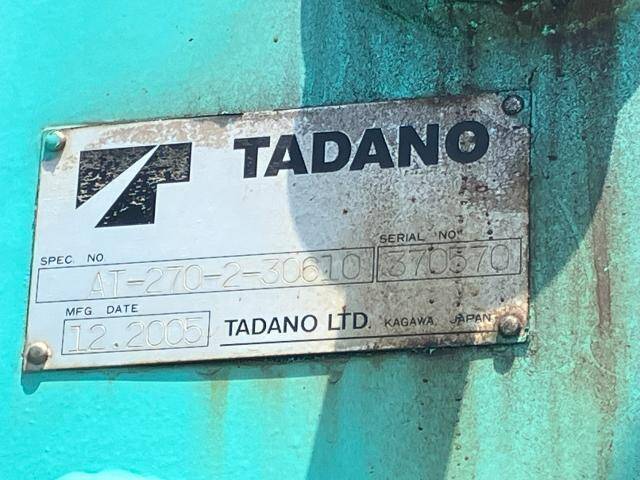 TADANO
SPEC. NO
SERIAL NO
AT-270-2-30610
370570
MFG DATE
12.2005
TADANO LTD. KAGAWA, JAPAN